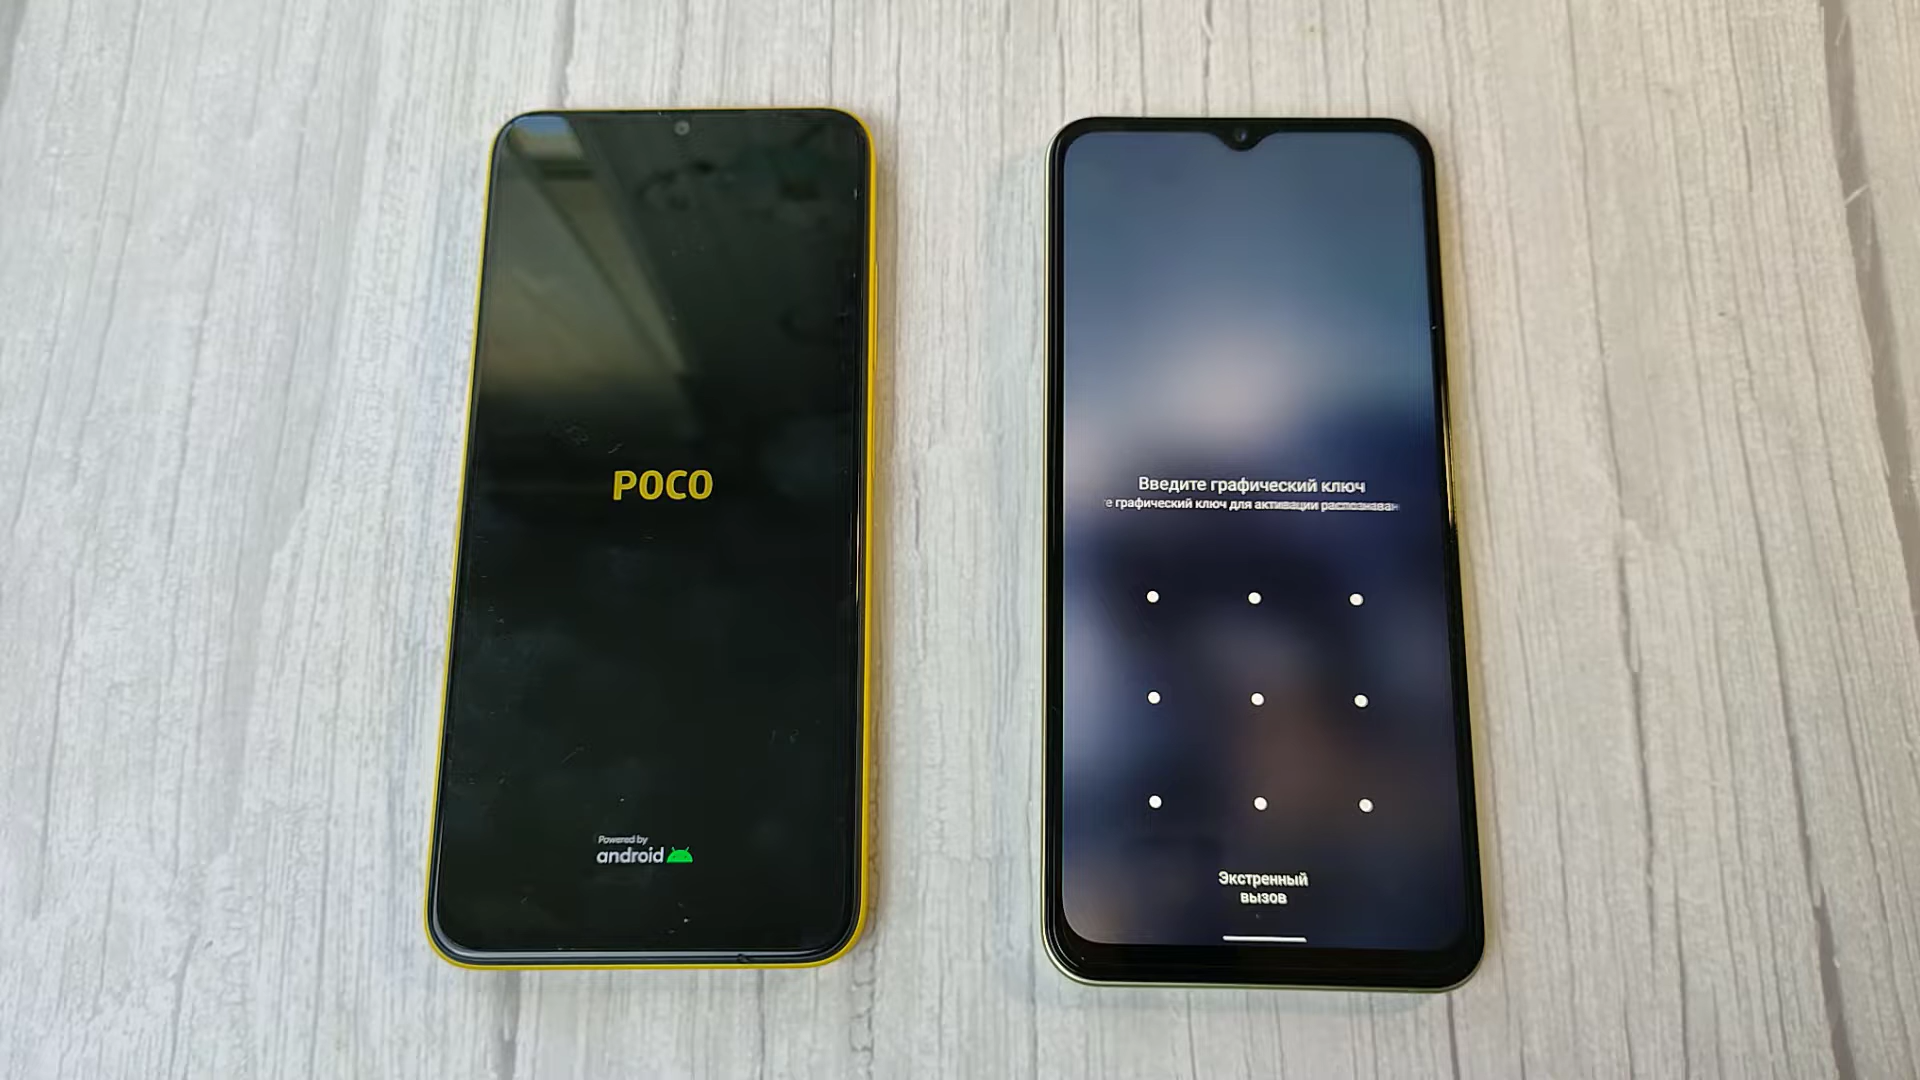 POCO
Powered by
android
Введите графический ключ
графический ключ для активации
Экстренный
вызов